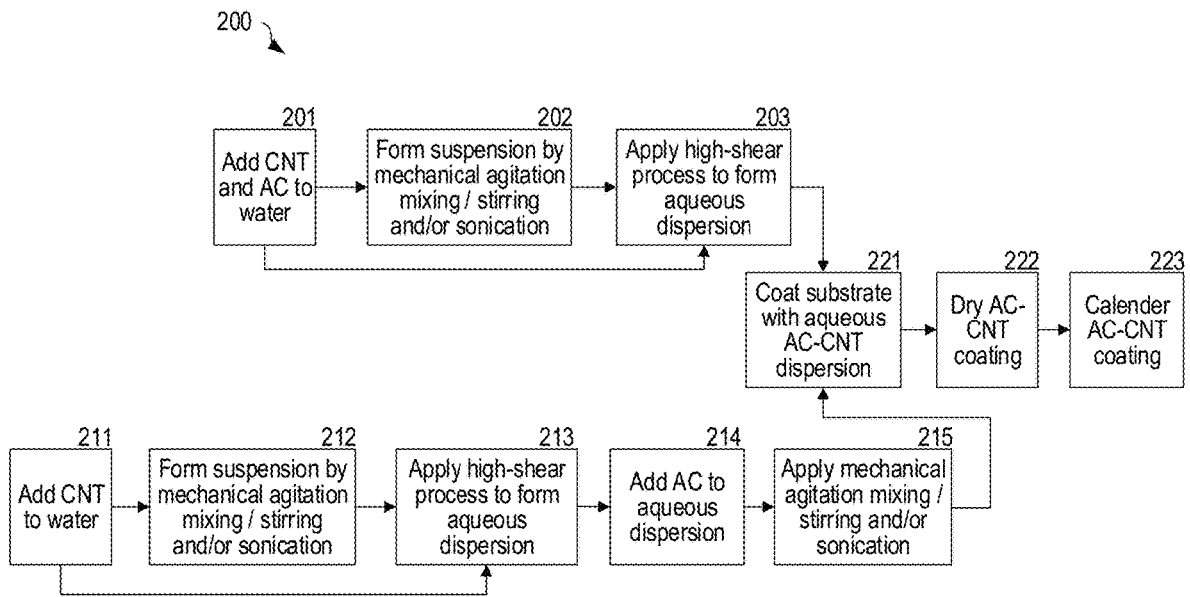 200
201
Add CNT
and AC to
water
202
Form suspension by
mechanical agitation
mixing / stirring
and/or sonication
203
Apply high-shear
process to form
aqueous
dispersion
221
Coat substrate
with aqueous
AC-CNT
dispersion
222
Dry AC-
CNT
coating
223
Calender
AC-CNT
coating
211
Add CNT
to water
212
Form suspension by
mechanical agitation
mixing / stirring
and/or sonication
213
Apply high-shear
process to form
aqueous
dispersion
214
Add AC to
aqueous
dispersion
215
Apply mechanical
agitation mixing /
stirring and/or
sonication